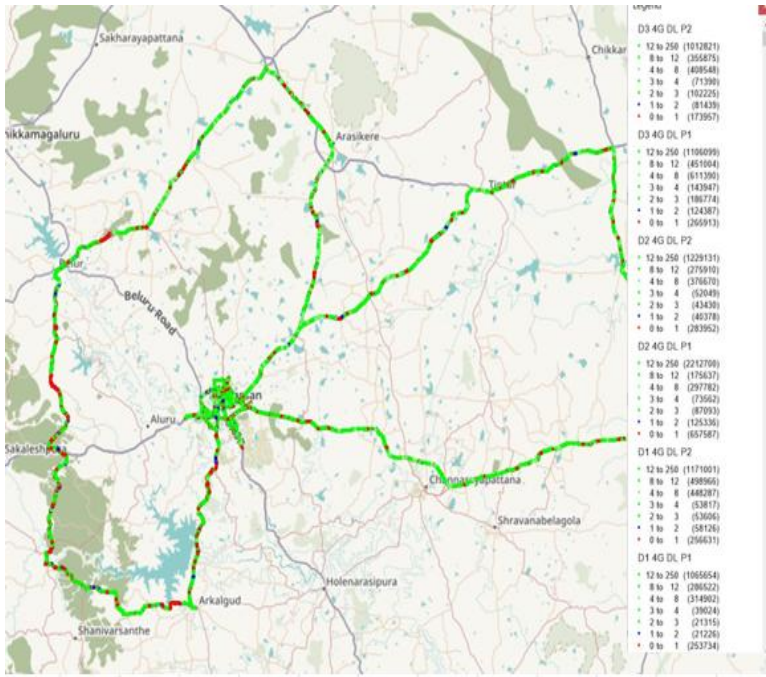 Legend
Sakharayapattana
Chikkar
hikkamagaluru
Arasikere
Tiptur
Belur
Beluru Road
Aluru
Sakaleshpura
Channarayapattana
Shravanabelagola
Holenarasipura
Arkalgud
Shanivarsanthe
D3 4G DL P2
12 to 250 (1012821)
8 to 12 (355875)
4 to 8 (408548)
3 to 4 (71390)
2 to 3 (102225)
1 to 2 (81439)
0 to 1 (173957)
D3 4G DL P1
12 to 250 (1106099)
8 to 12 (451004)
4 to 8 (611390)
3 to 4 (143947)
2 to 3 (186774)
1 to 2 (124387)
0 to 1 (265913)
D2 4G DL P2
12 to 250 (1229131)
8 to 12 (275910)
4 to 8 (376670)
3 to 4 (52049)
2 to 3 (43430)
1 to 2 (40378)
0 to 1 (283952)
D2 4G DL P1
12 to 250 (2212700)
8 to 12 (175637)
4 to 8 (297782)
3 to 4 (73562)
2 to 3 (87093)
1 to 2 (125336)
0 to 1 (657587)
D1 4G DL P2
12 to 250 (1171001)
8 to 12 (498966)
4 to 8 (448287)
3 to 4 (53817)
2 to 3 (53606)
1 to 2 (58126)
0 to 1 (256631)
D1 4G DL P1
12 to 250 (1065654)
8 to 12 (286522)
4 to 8 (314902)
3 to 4 (39024)
2 to 3 (21315)
1 to 2 (21226)
0 to 1 (253734)